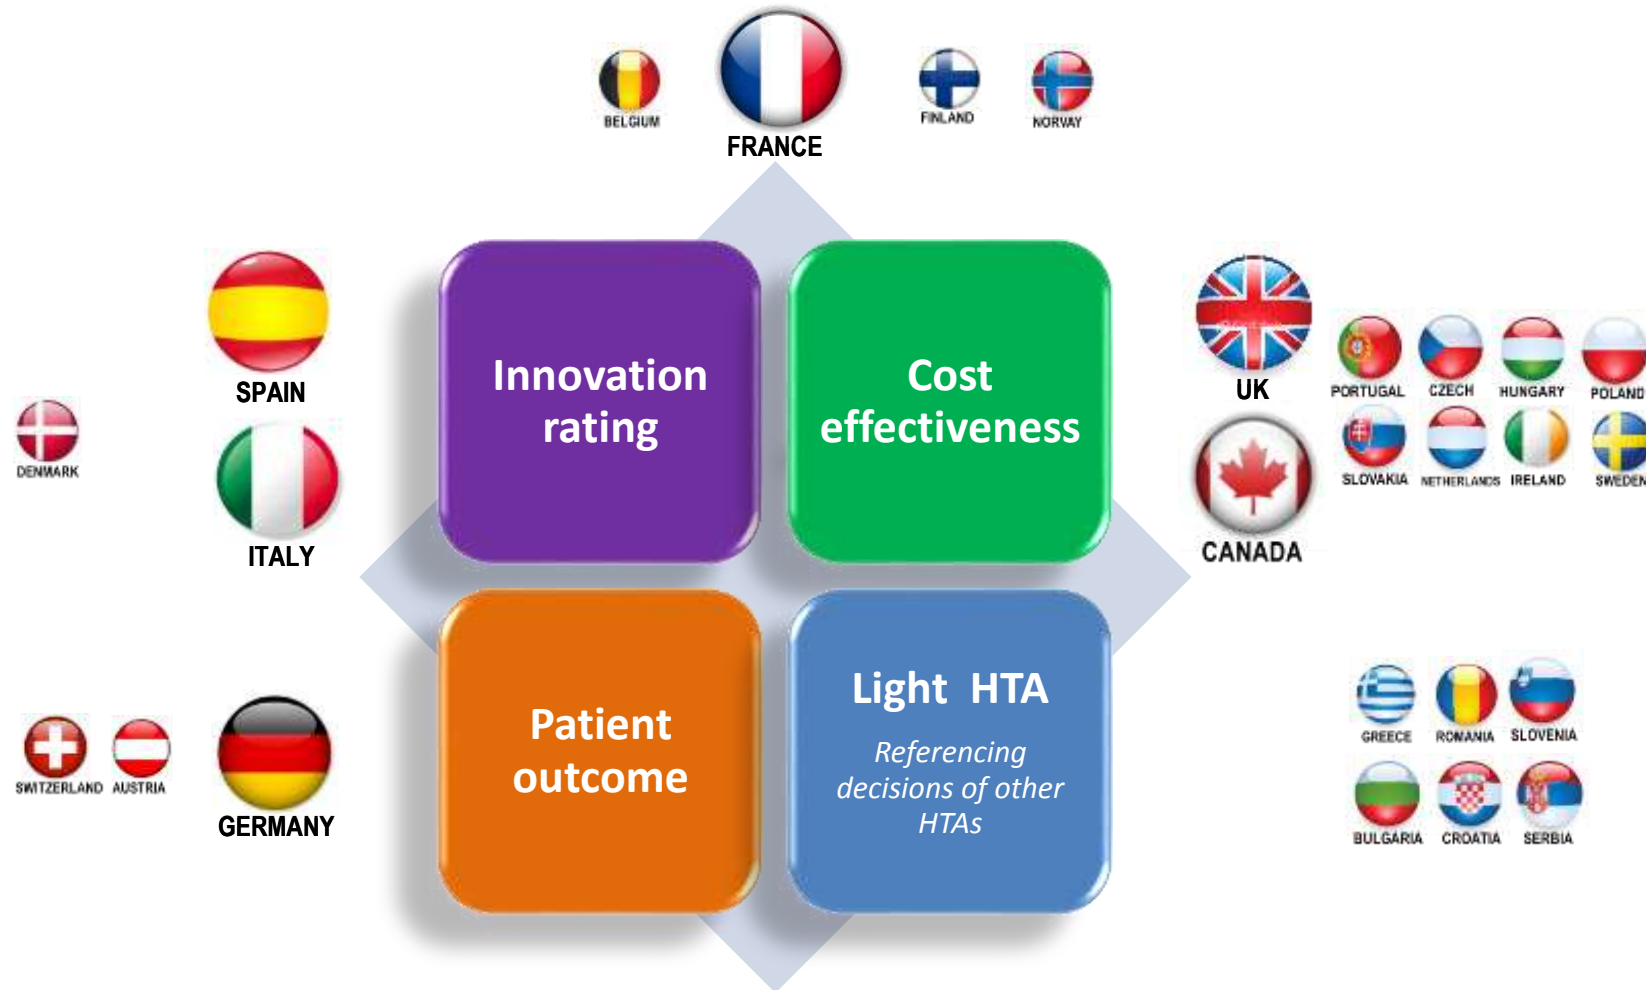 BELGIUM
FRANCE
FINLAND
NORVAY
SPAIN
DENMARK
ITALY
Innovation
rating
Cost
effectiveness
UK
PORTUGAL CZECH HUNGARY POLAND
SLOVAKIA NETHERLANDS IRELAND SWEDEN
CANADA
SWITZERLAND AUSTRIA
GERMANY
Patient
outcome
Light HTA
Referencing
decisions of other
HTAs
GREECE ROMANIA SLOVENIA
BULGARIA CROATIA SERBIA